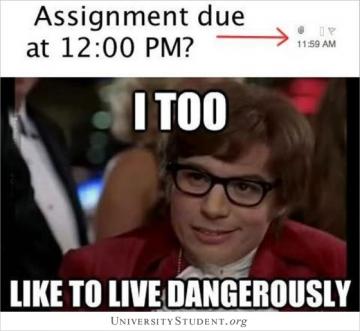 Assignment due
at 12:00 PM?
11:59 AM
I TOO
LIKE TO LIVE DANGEROUSLY
UNIVERSITYSTUDENT.org